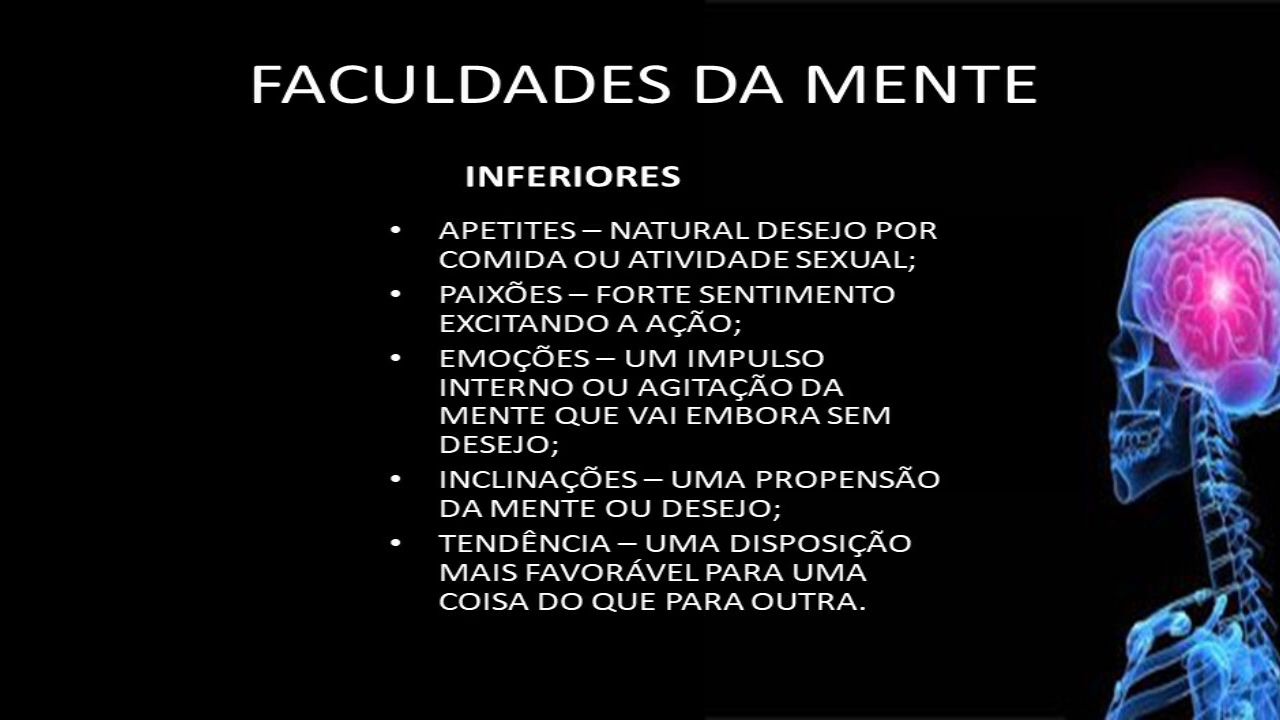 FACULDADES DA MENTE
INFERIORES
• APETITES – NATURAL DESEJO POR
COMIDA OU ATIVIDADE SEXUAL;
• PAIXÕES – FORTE SENTIMENTO
EXCITANDO A AÇÃO;
• EMOÇÕES – UM IMPULSO
INTERNO OU AGITAÇÃO DA
MENTE QUE VAI EMBORA SEM
DESEJO;
• INCLINAÇÕES – UMA PROPENSÃO
DA MENTE OU DESEJO;
• TENDÊNCIA – UMA DISPOSIÇÃO
MAIS FAVORÁVEL PARA UMA
COISA DO QUE PARA OUTRA.